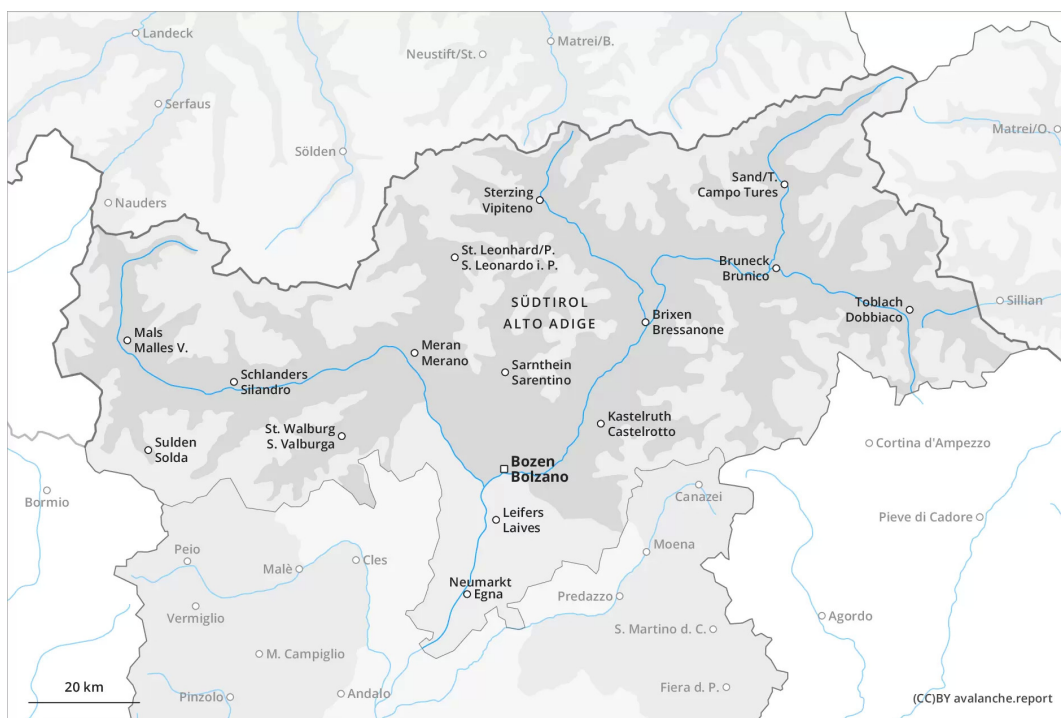 Landeck
Neustift/St.
Matrei/B.
Serfaus
Matrei/O.
Sölden
Nauders
Sterzing
Vipiteno
Sand/T.
Campo Tures
St. Leonhard/P.
S. Leonardo i. P.
Bruneck
Brunico
SÜDTIROL
ALTO ADIGE
Toblach
Dobbiaco
Sillian
Brixen
Bressanone
Mals
Malles V.
Meran
Merano
Schlanders
Silandro
Sarnthein
Sarentino
St. Walburg
S. Valburga
Kastelruth
Castelrotto
Sulden
Solda
Cortina d'Ampezzo
Bozen
Bolzano
Bormio
Canazei
Leifers
Laives
Pieve di Cadore
Peio
Malè
Cles
Moena
Neumarkt
Egna
Predazzo
Vermiglio
Agordo
S. Martino d. C.
M. Campiglio
20 km
Pinzolo
Andalo
Fiera d. P.
(CC)BY avalanche.report